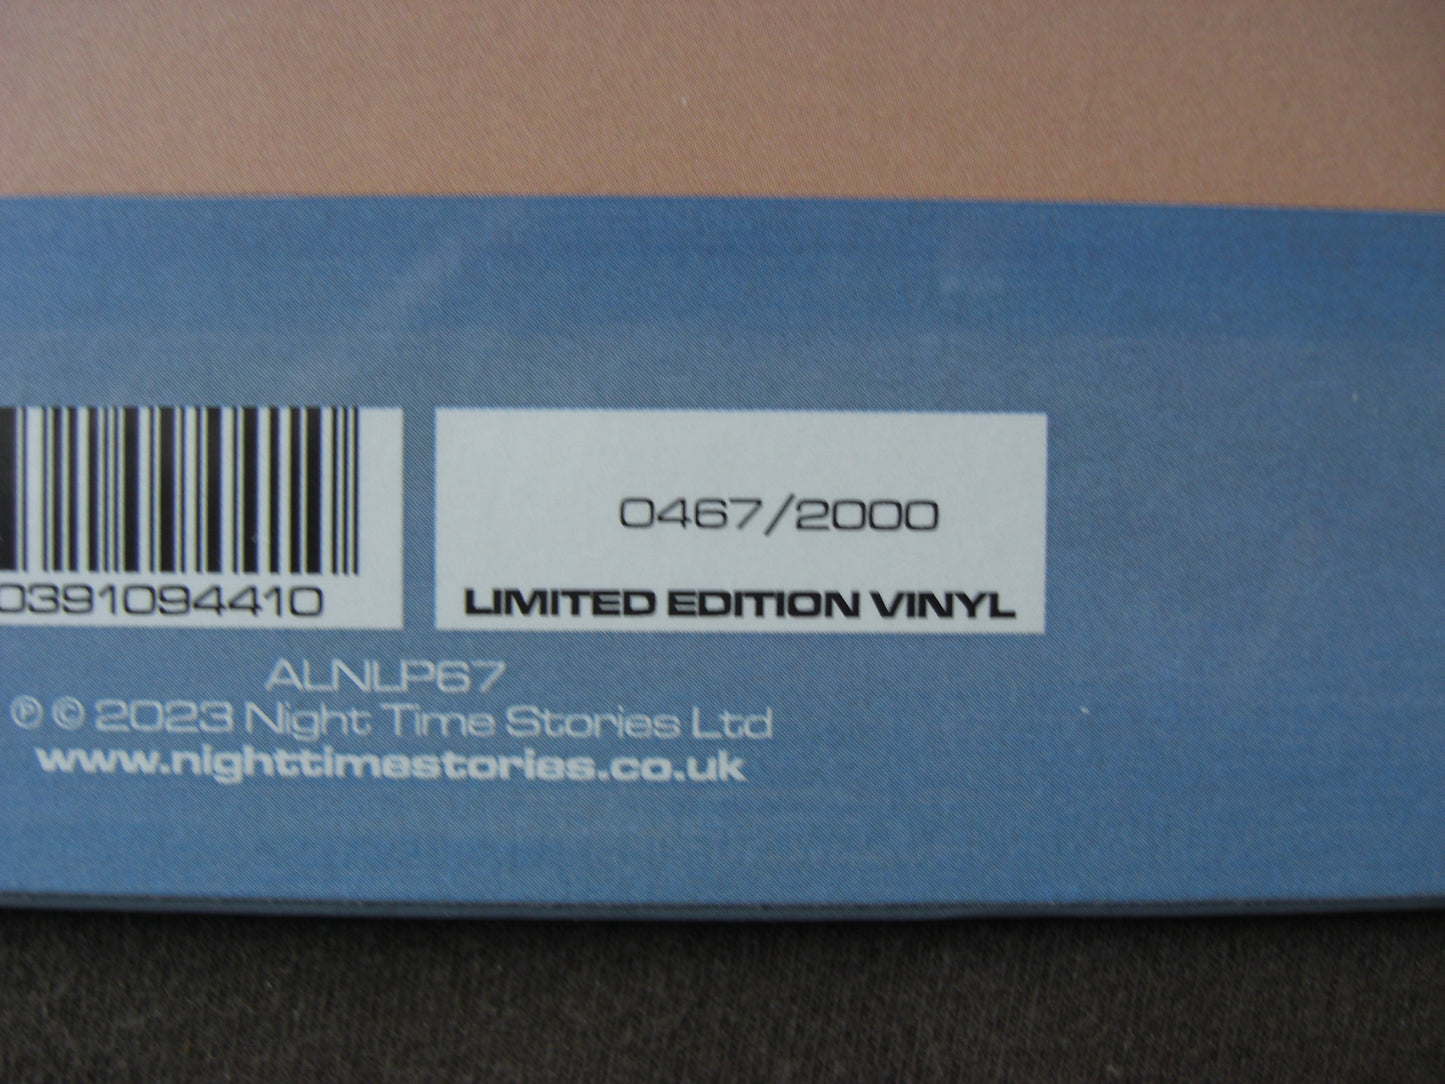 0467/2000
0391094410 LIMITED EDITION VINYL
ALNLP67
℗ © 2023 Night Time Stories Ltd
www.nighttimestories.co.uk